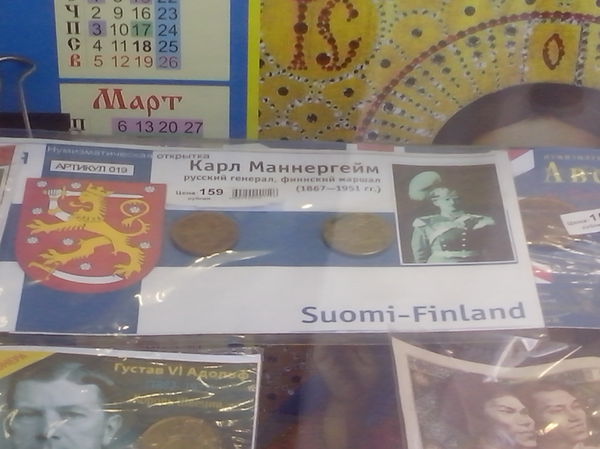 Ч 2 9 16 23
П 3 10 17 24
С 4 11 18 25
В 5 12 19 26
Март
П 6 13 20 27
Нумизматическая открытка
АРТИКУЛ 019
Карл Маннергейм
русский генерал, финский маршал
(1867—1951 гг.)
Цена 159
рублей
Suomi-Finland
Цена
Густав VI Адольф